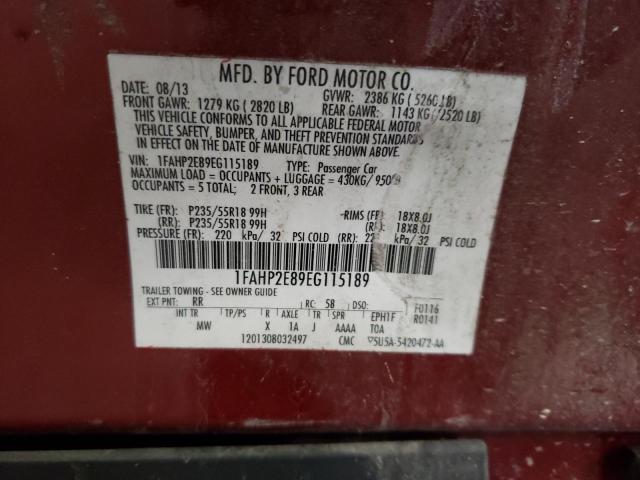 MFD. BY FORD MOTOR CO.
DATE: 08/13 GVWR: 2386 KG ( 5260 LB)
FRONT GAWR: 1279 KG ( 2820 LB) REAR GAWR: 1143 KG (2520 LB)
THIS VEHICLE CONFORMS TO ALL APPLICABLE FEDERAL MOTOR
VEHICLE SAFETY, BUMPER, AND THEFT PREVENTION STANDARDS
IN EFFECT ON THE DATE OF MANUFACTURE SHOWN ABOVE.
VIN: 1FAHP2E89EG115189 TYPE: Passenger Car
MAXIMUM LOAD = OCCUPANTS + LUGGAGE = 430KG/950
OCCUPANTS = 5 TOTAL; 2 FRONT, 3 REAR
TIRE (FR): P235/55R18 99H RIMS (FF) 18X8.0J
(RR): P235/55R18 99H 18X8.0J
PRESSURE (FR): 220 kPa/ 32 PSI COLD (RR): kPa/ 32 PSI COLD
1FAHP2E89EG115189
TRAILER TOWING - SEE OWNER GUIDE
EXT PNT: RR RC: 58 DSO: F0116
INT TR TP/PS R AXLE TR SPR EPH1F R0141
MW X 1A J AAAA TOA
1201308032497 CMC 5U5A-5420472-AA